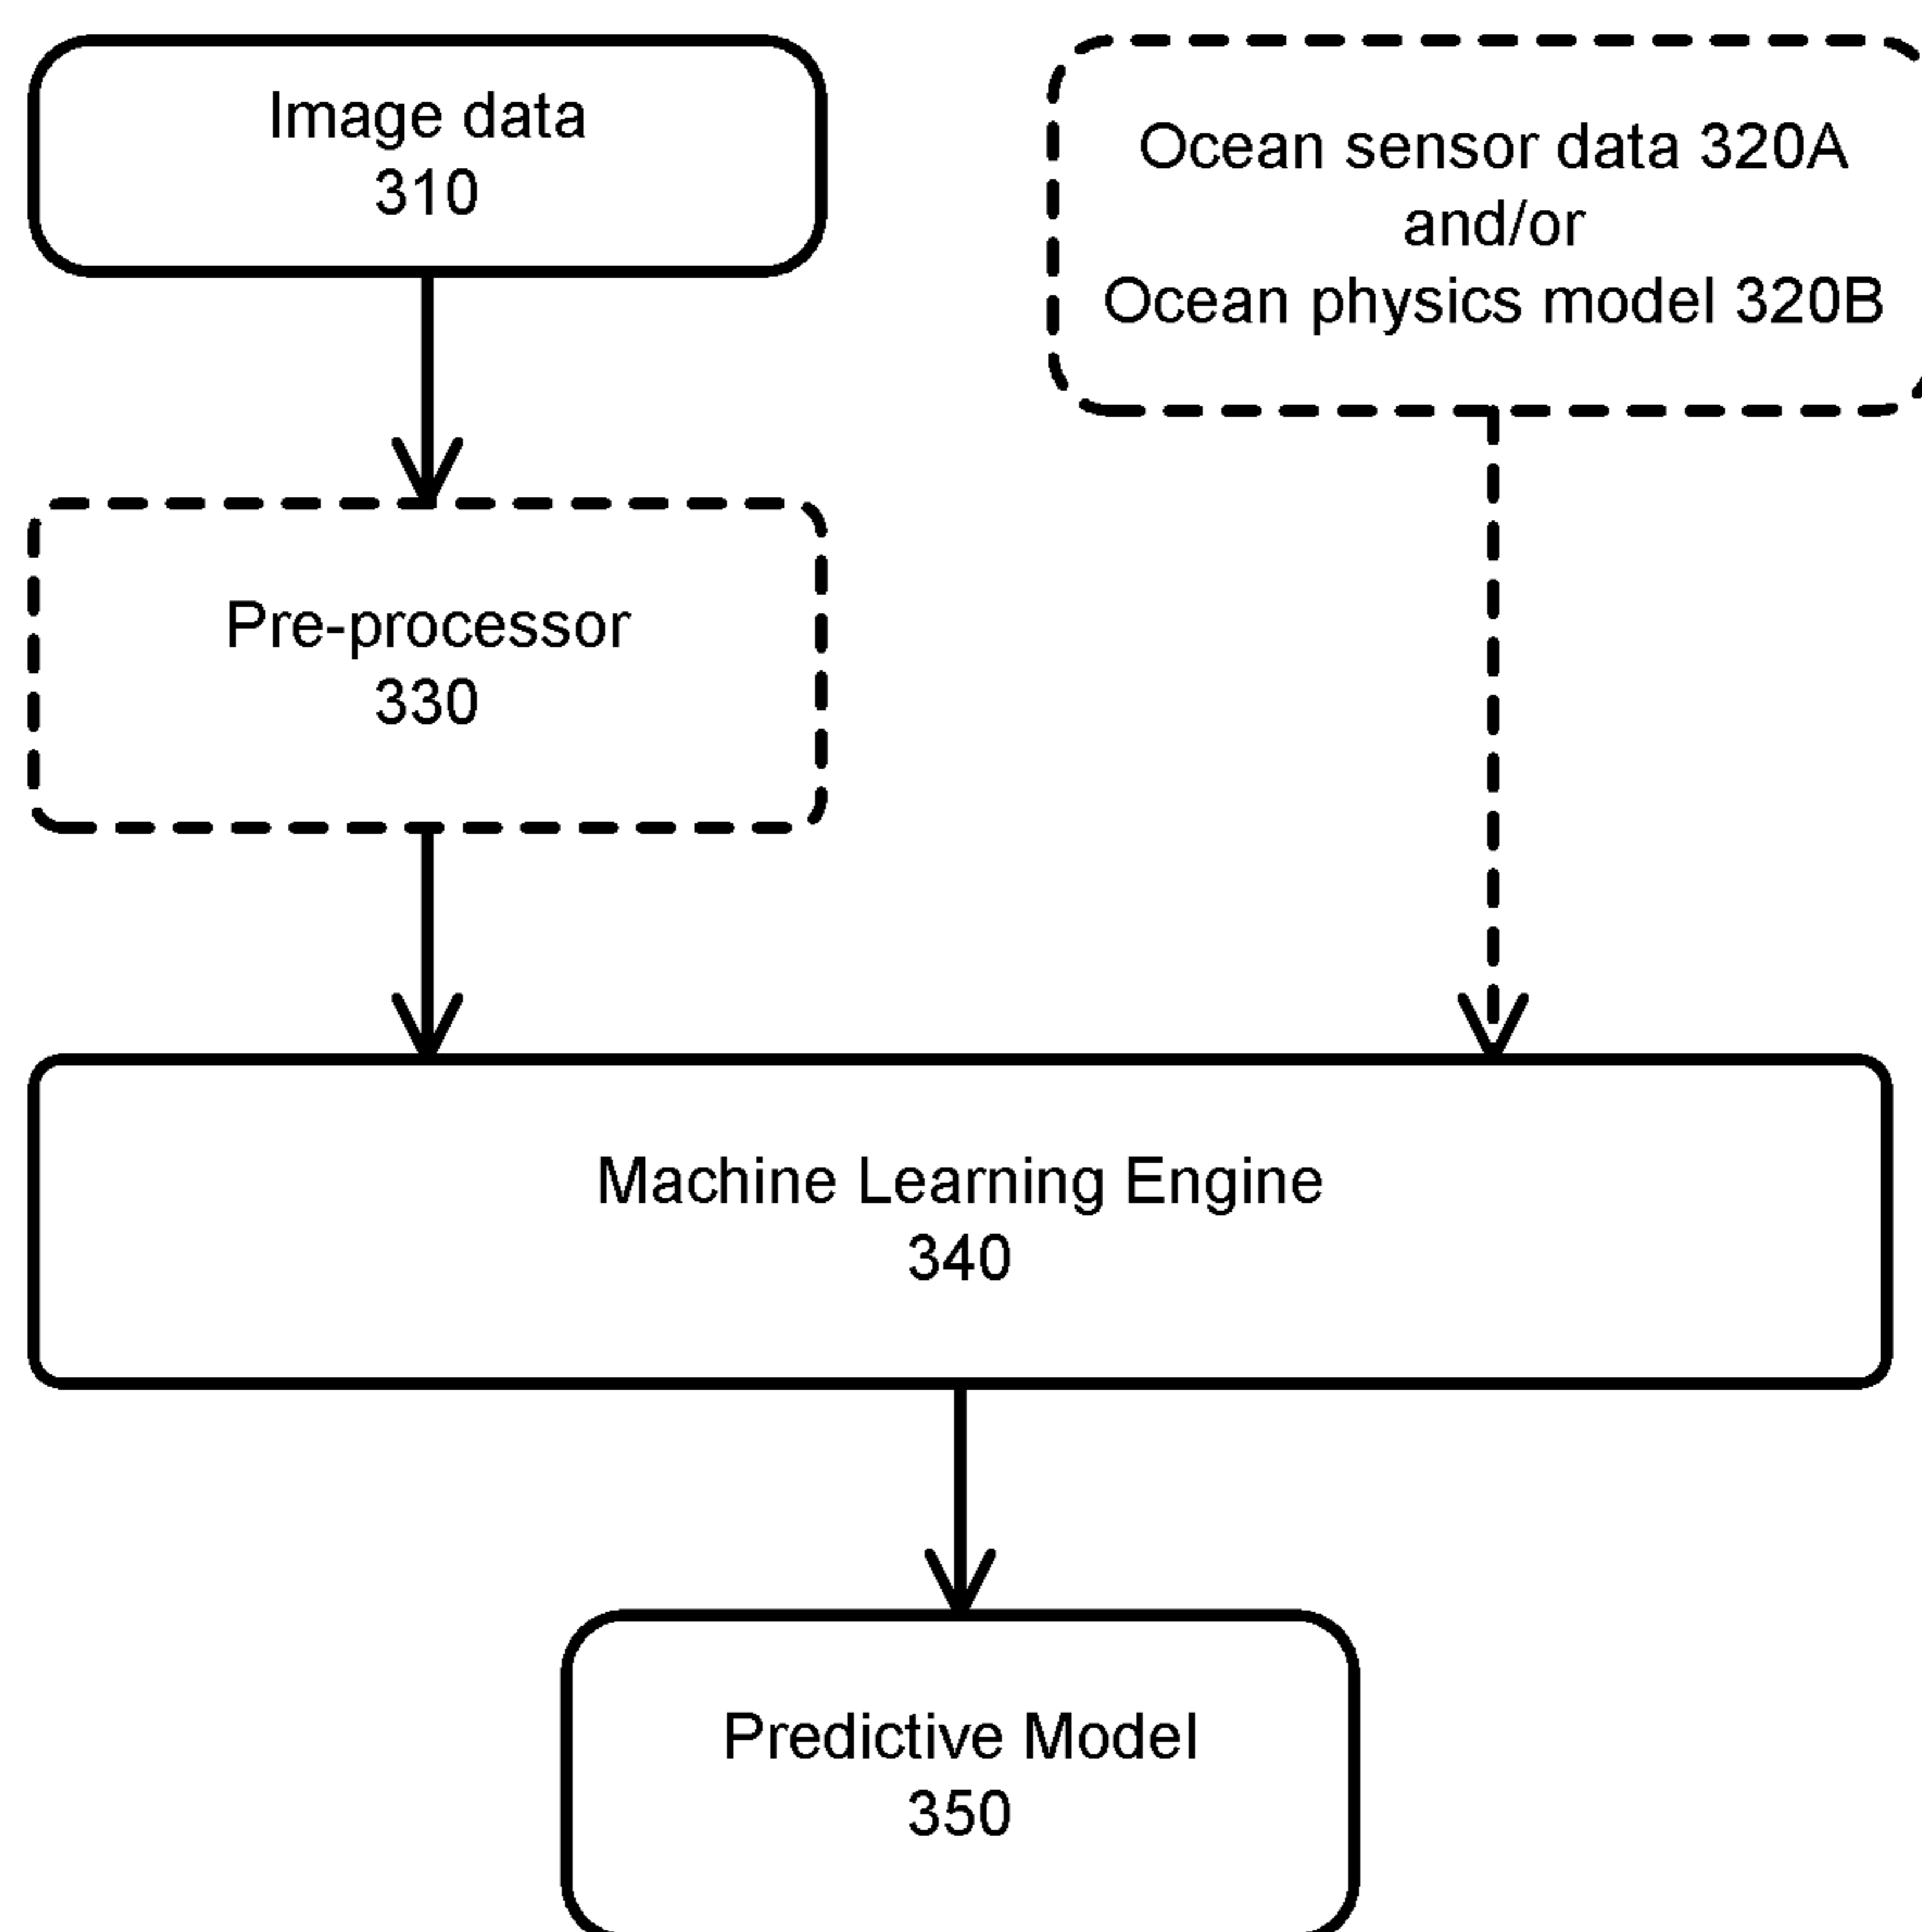 Image data
310
Ocean sensor data 320A
and/or
Ocean physics model 320B
Pre-processor
330
Machine Learning Engine
340
Predictive Model
350